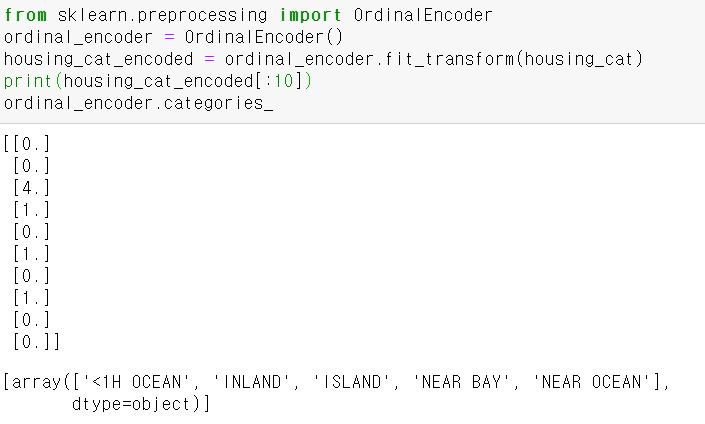 from sklearn.preprocessing import OrdinalEncoder
ordinal_encoder = OrdinalEncoder()
housing_cat_encoded = ordinal_encoder.fit_transform(housing_cat)
print(housing_cat_encoded[:10])
ordinal_encoder.categories_
[[0.]
 [0.]
 [4.]
 [1.]
 [0.]
 [1.]
 [0.]
 [1.]
 [0.]
 [0.]]
[array(['<1H OCEAN', 'INLAND', 'ISLAND', 'NEAR BAY', 'NEAR OCEAN'],
       dtype=object)]